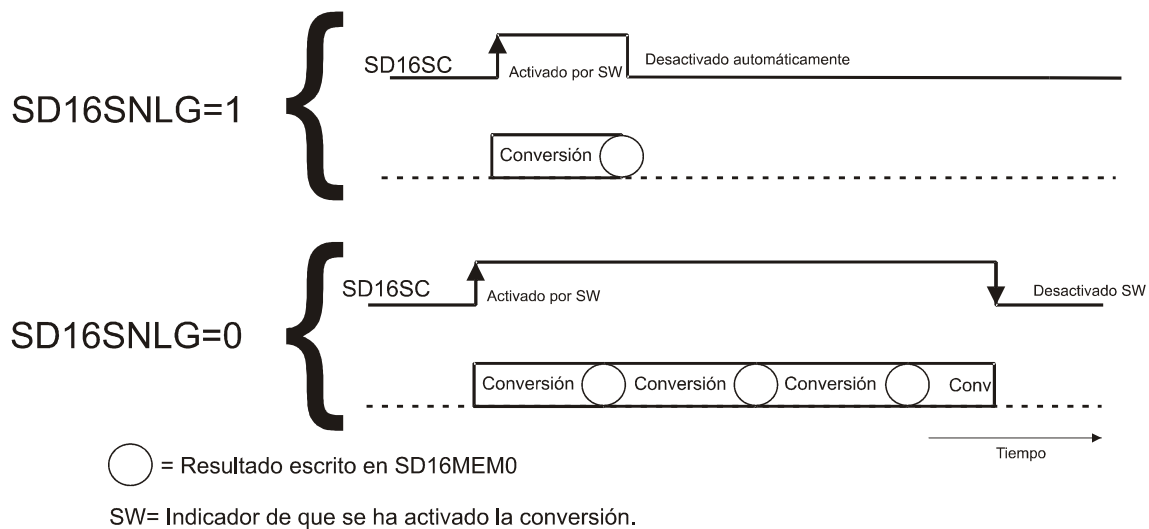 SD16SNLG=1
SD16SC
Activado por SW
Desactivado automáticamente
Conversión
SD16SNLG=0
SD16SC
Activado por SW
Desactivado SW
Conversión
Conversión
Conversión
Conv
Tiempo
= Resultado escrito en SD16MEM0
SW= Indicador de que se ha activado la conversión.